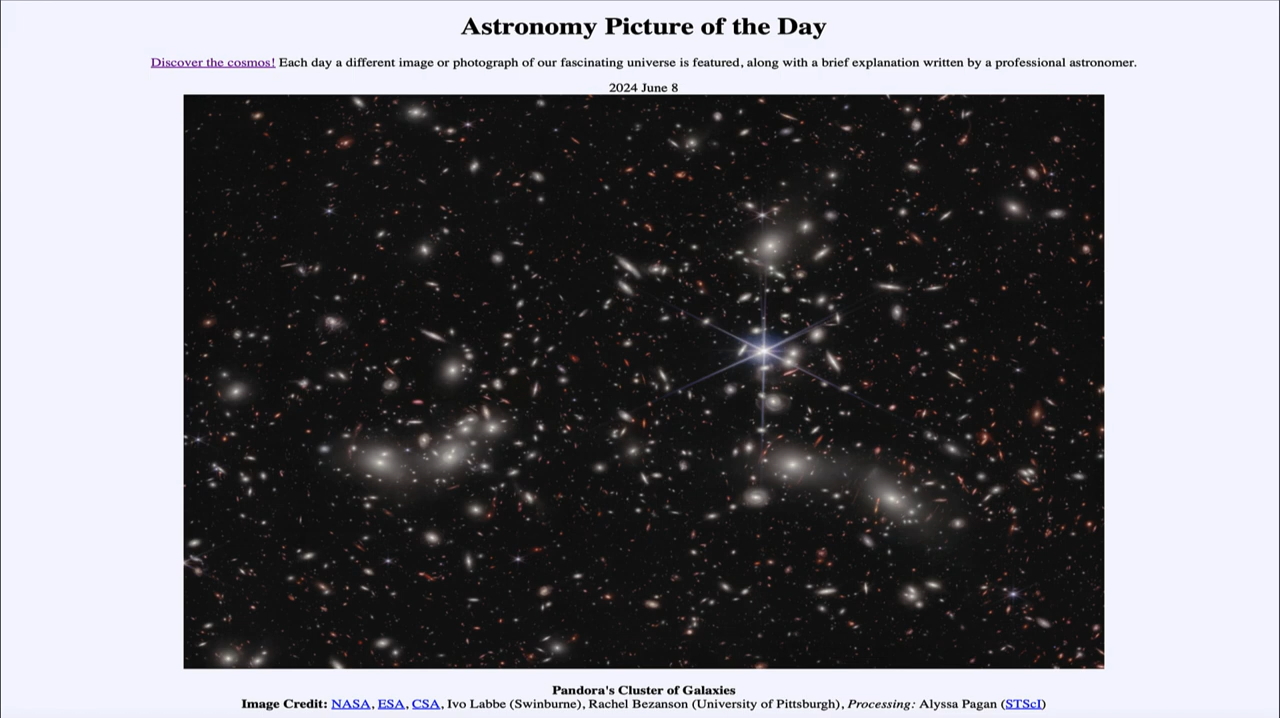 Astronomy Picture of the Day
Discover the cosmos! Each day a different image or photograph of our fascinating universe is featured, along with a brief explanation written by a professional astronomer.
2024 June 8
Pandora's Cluster of Galaxies
Image Credit: NASA, ESA, CSA, Ivo Labbe (Swinburne), Rachel Bezanson (University of Pittsburgh), Processing: Alyssa Pagan (STScI)